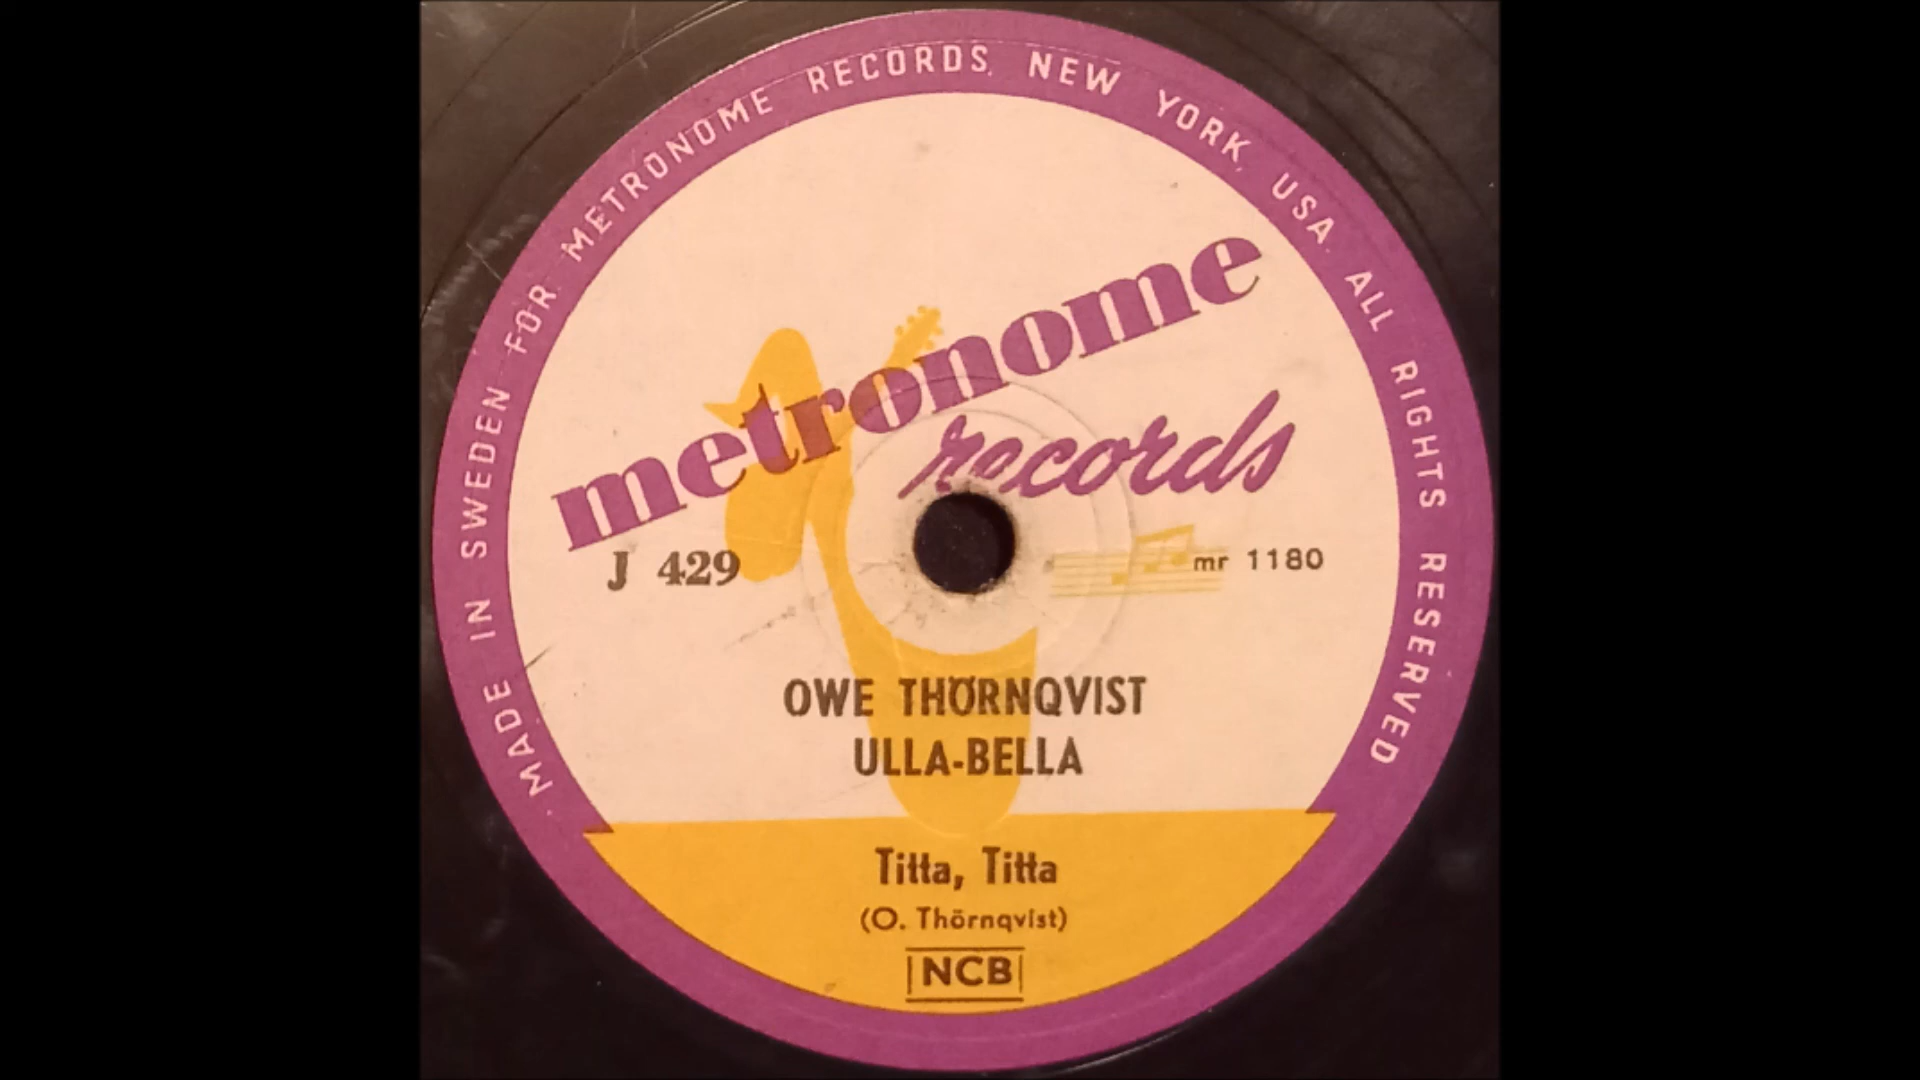 MADE IN SWEDEN FOR METRONOME RECORDS, NEW YORK, USA. ALL RIGHTS RESERVED
metronome
records
J 429
mr 1180
OWE THÖRNQVIST
ULLA-BELLA
Titta, Titta
(O. Thörnqvist)
NCB